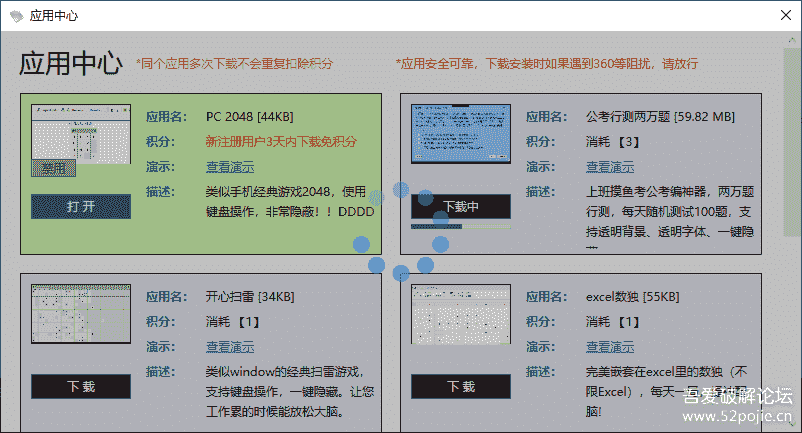 应用中心
应用中心 *同个应用多次下载不会重复扣除积分 *应用安全可靠，下载安装时如果遇到360等阻扰，请放行
应用名： PC 2048 [44KB]
积分： 新注册用户3天内下载免积分
演示： 查看演示
描述： 类似手机经典游戏2048，使用
键盘操作，非常隐蔽！！DDDD
打 开
应用名： 公考行测两万题 [59.82 MB]
积分： 消耗 【3】
演示： 查看演示
描述： 上班摸鱼考公考编神器，两万题
行测，每天随机测试100题，支
持透明背景、透明字体、一键隐
下载中
应用名： 开心扫雷 [34KB]
积分： 消耗 【1】
演示： 查看演示
描述： 类似window的经典扫雷游戏，
支持键盘操作，一键隐藏。让您
工作累的时候能放松大脑。
下 载
应用名： excel数独 [55KB]
积分： 消耗 【1】
演示： 查看演示
描述： 完美嵌套在excel里的数独（不
限Excel），每天一
脑！
下 载
吾爱破解论坛
www.52pojie.cn